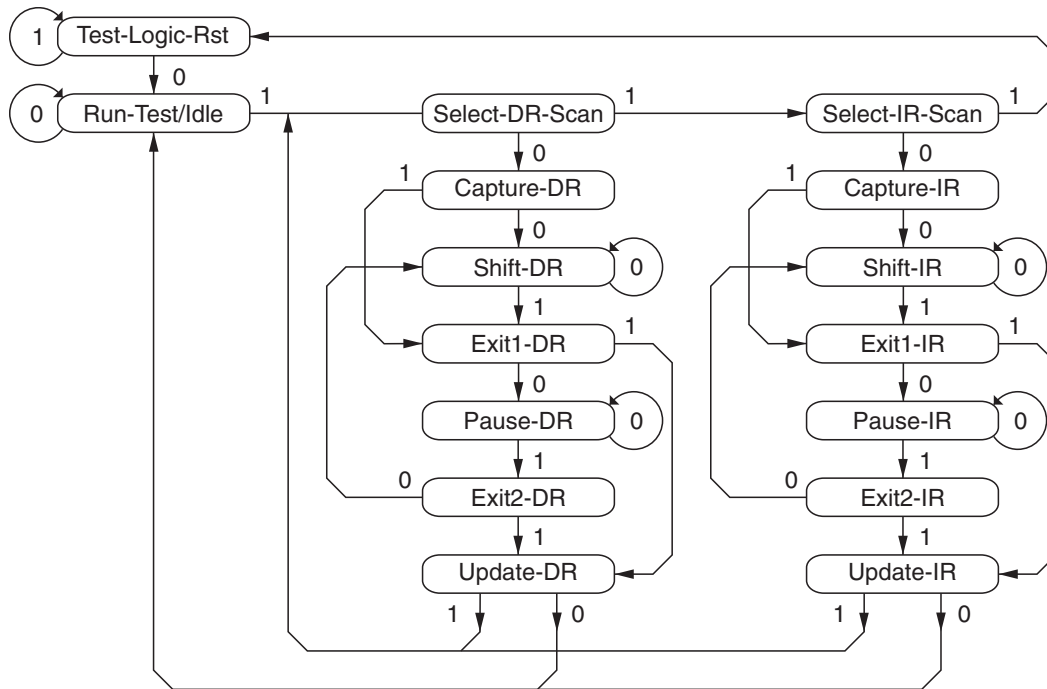 1
Test-Logic-Rst
0
0
Run-Test/Idle
1
Select-DR-Scan
1
Select-IR-Scan
1
0
0
1
Capture-DR
1
Capture-IR
0
0
Shift-DR
0
Shift-IR
0
1
1
Exit1-DR
1
Exit1-IR
1
0
0
Pause-DR
0
Pause-IR
0
1
1
0
Exit2-DR
0
Exit2-IR
1
1
Update-DR
Update-IR
1
0
1
0